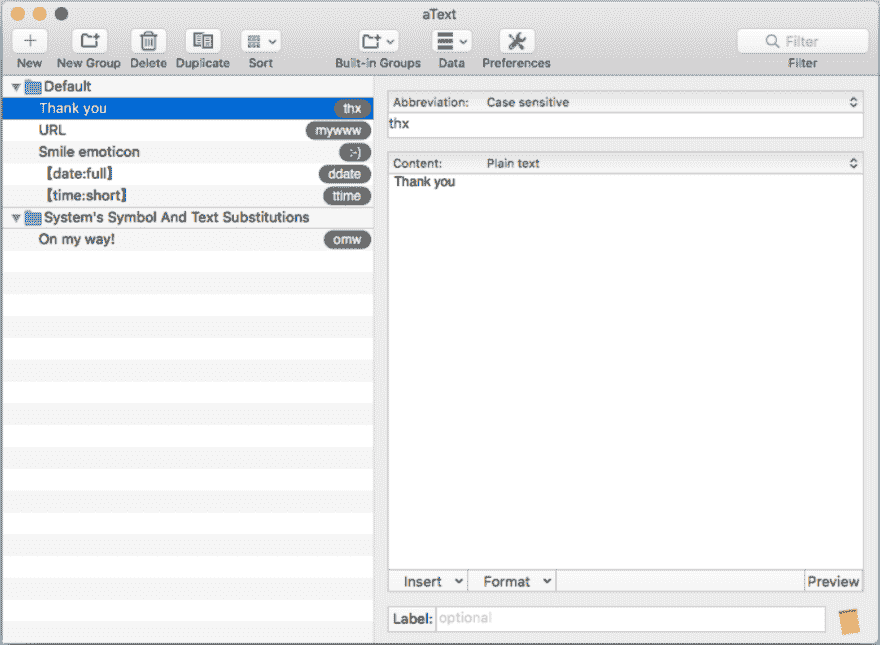 aText
New New Group Delete Duplicate Sort Built-in Groups Data Preferences Filter
Filter
Default
Thank you thx
URL mywww
Smile emoticon :-)
【date:full】 ddate
【time:short】 ttime
System's Symbol And Text Substitutions
On my way! omw
Abbreviation: Case sensitive
thx
Content: Plain text
Thank you
Insert Format Preview
Label: optional